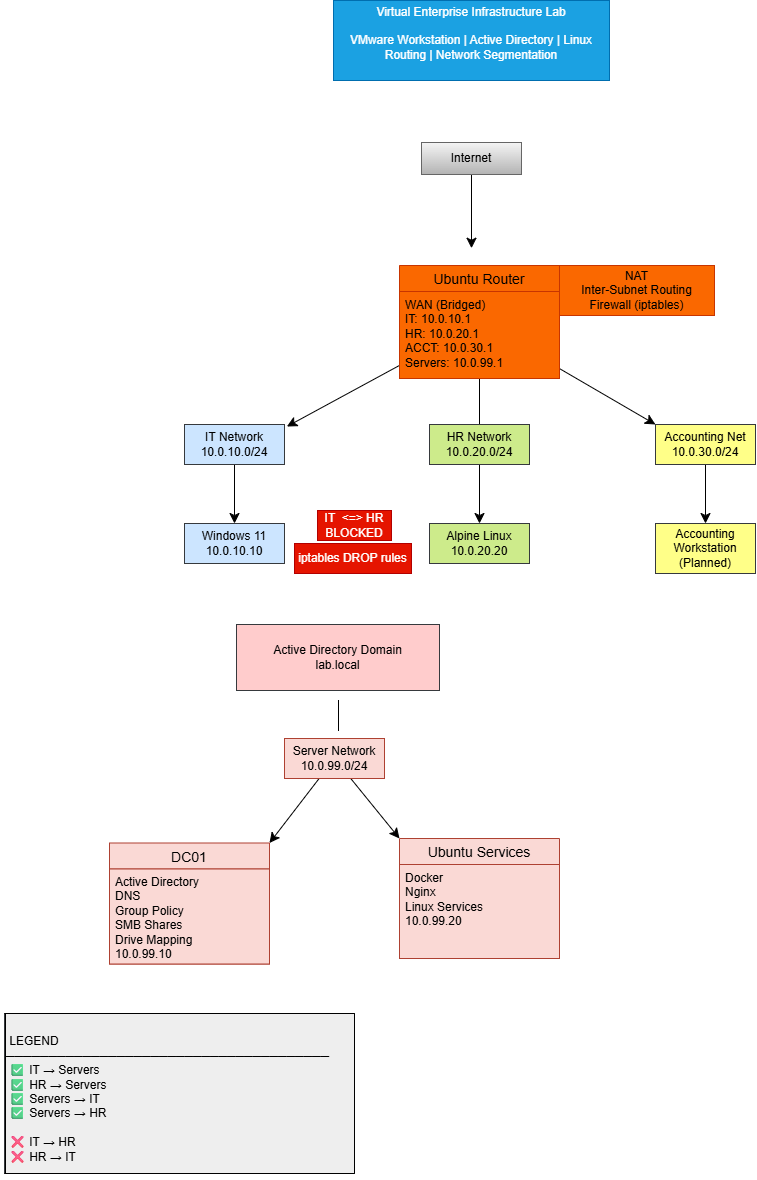 Virtual Enterprise Infrastructure Lab
VMware Workstation | Active Directory | Linux
Routing | Network Segmentation
Internet
Ubuntu Router
WAN (Bridged)
IT: 10.0.10.1
HR: 10.0.20.1
ACCT: 10.0.30.1
Servers: 10.0.99.1
NAT
Inter-Subnet Routing
Firewall (iptables)
IT Network
10.0.10.0/24
HR Network
10.0.20.0/24
Accounting Net
10.0.30.0/24
Windows 11
10.0.10.10
IT <=> HR
BLOCKED
iptables DROP rules
Alpine Linux
10.0.20.20
Accounting
Workstation
(Planned)
Active Directory Domain
lab.local
Server Network
10.0.99.0/24
DC01
Active Directory
DNS
Group Policy
SMB Shares
Drive Mapping
10.0.99.10
Ubuntu Services
Docker
Nginx
Linux Services
10.0.99.20
LEGEND
✅ IT → Servers
✅ HR → Servers
✅ Servers → IT
✅ Servers → HR
❌ IT → HR
❌ HR → IT